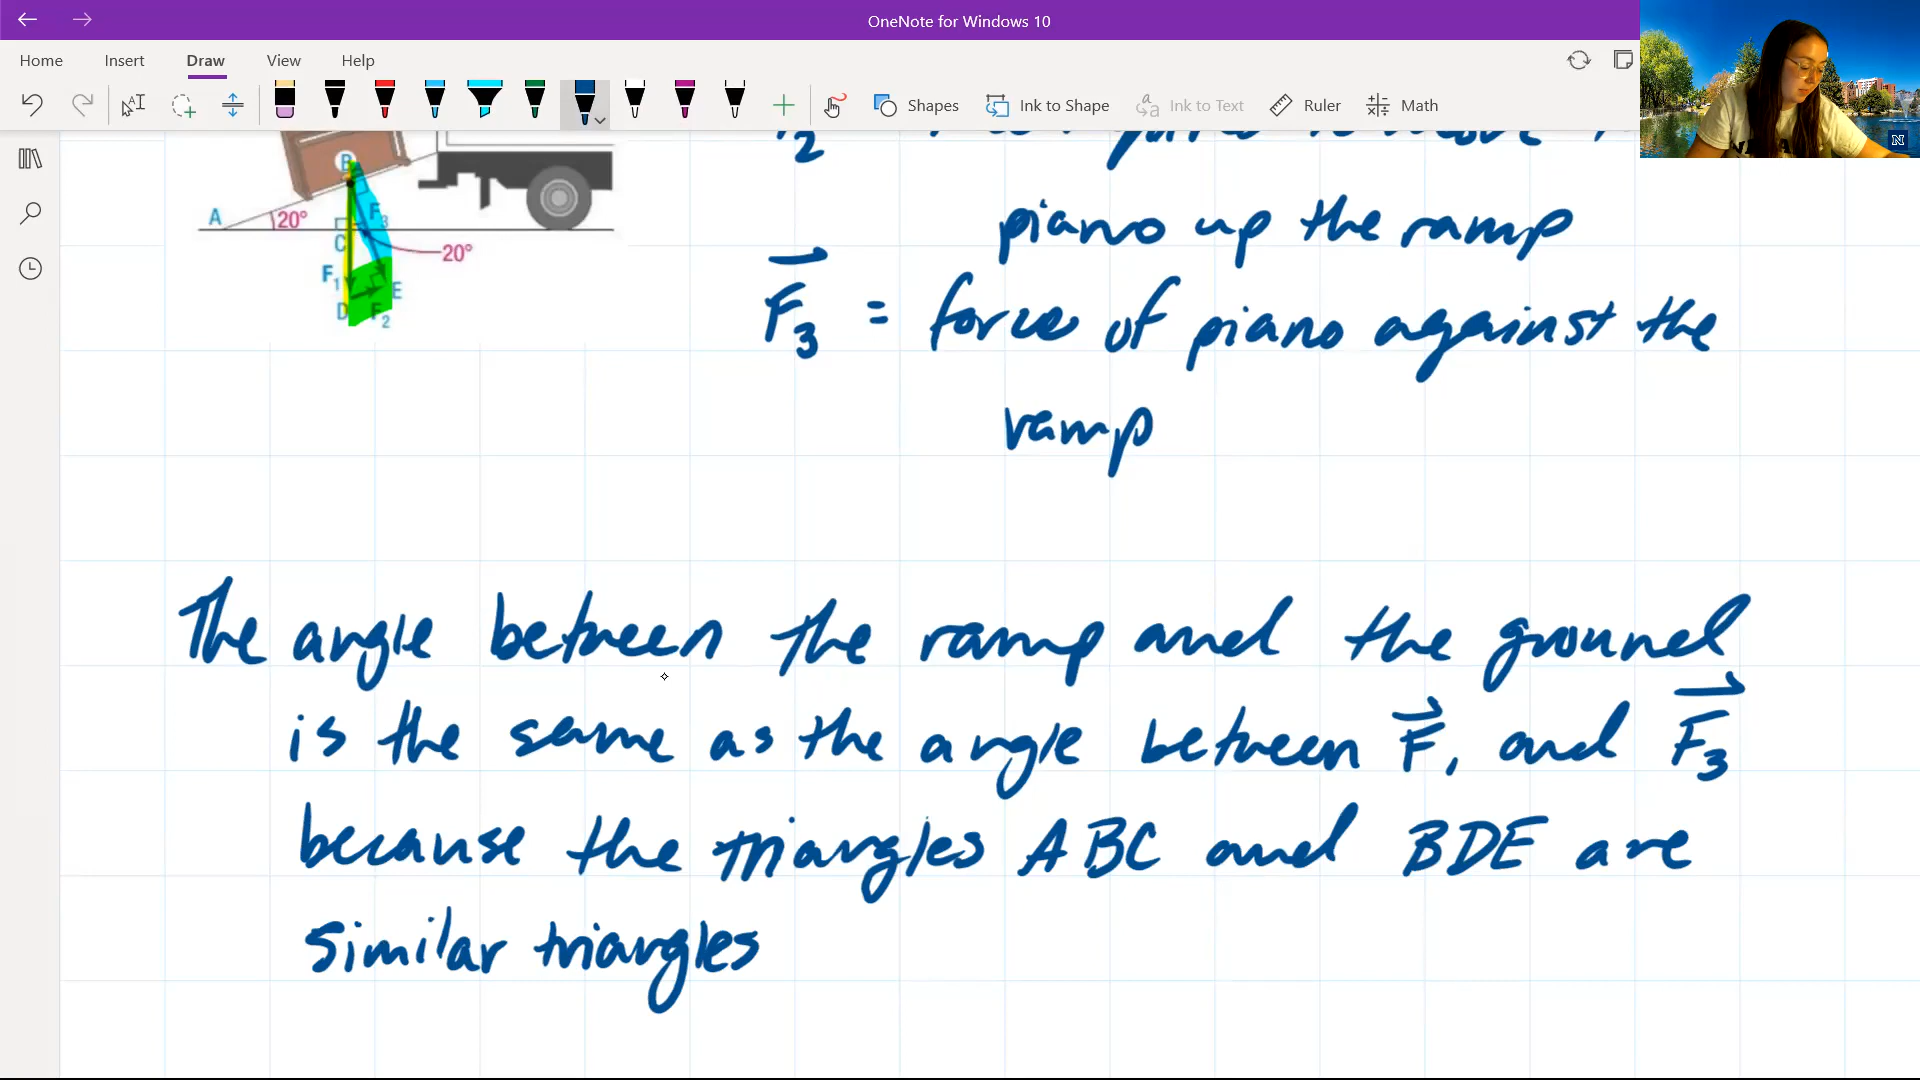 OneNote for Windows 10
Home Insert Draw View Help
Shapes Ink to Shape Ink to Text Ruler Math
F2
piano up the ramp
F3 = force of piano against the
ramp
B
A 20° F3
C 20°
F1 E
D F2
N
The angle between the ramp and the ground
is the same as the angle between F1 and F3
because the triangles ABC and BDE are
similar triangles